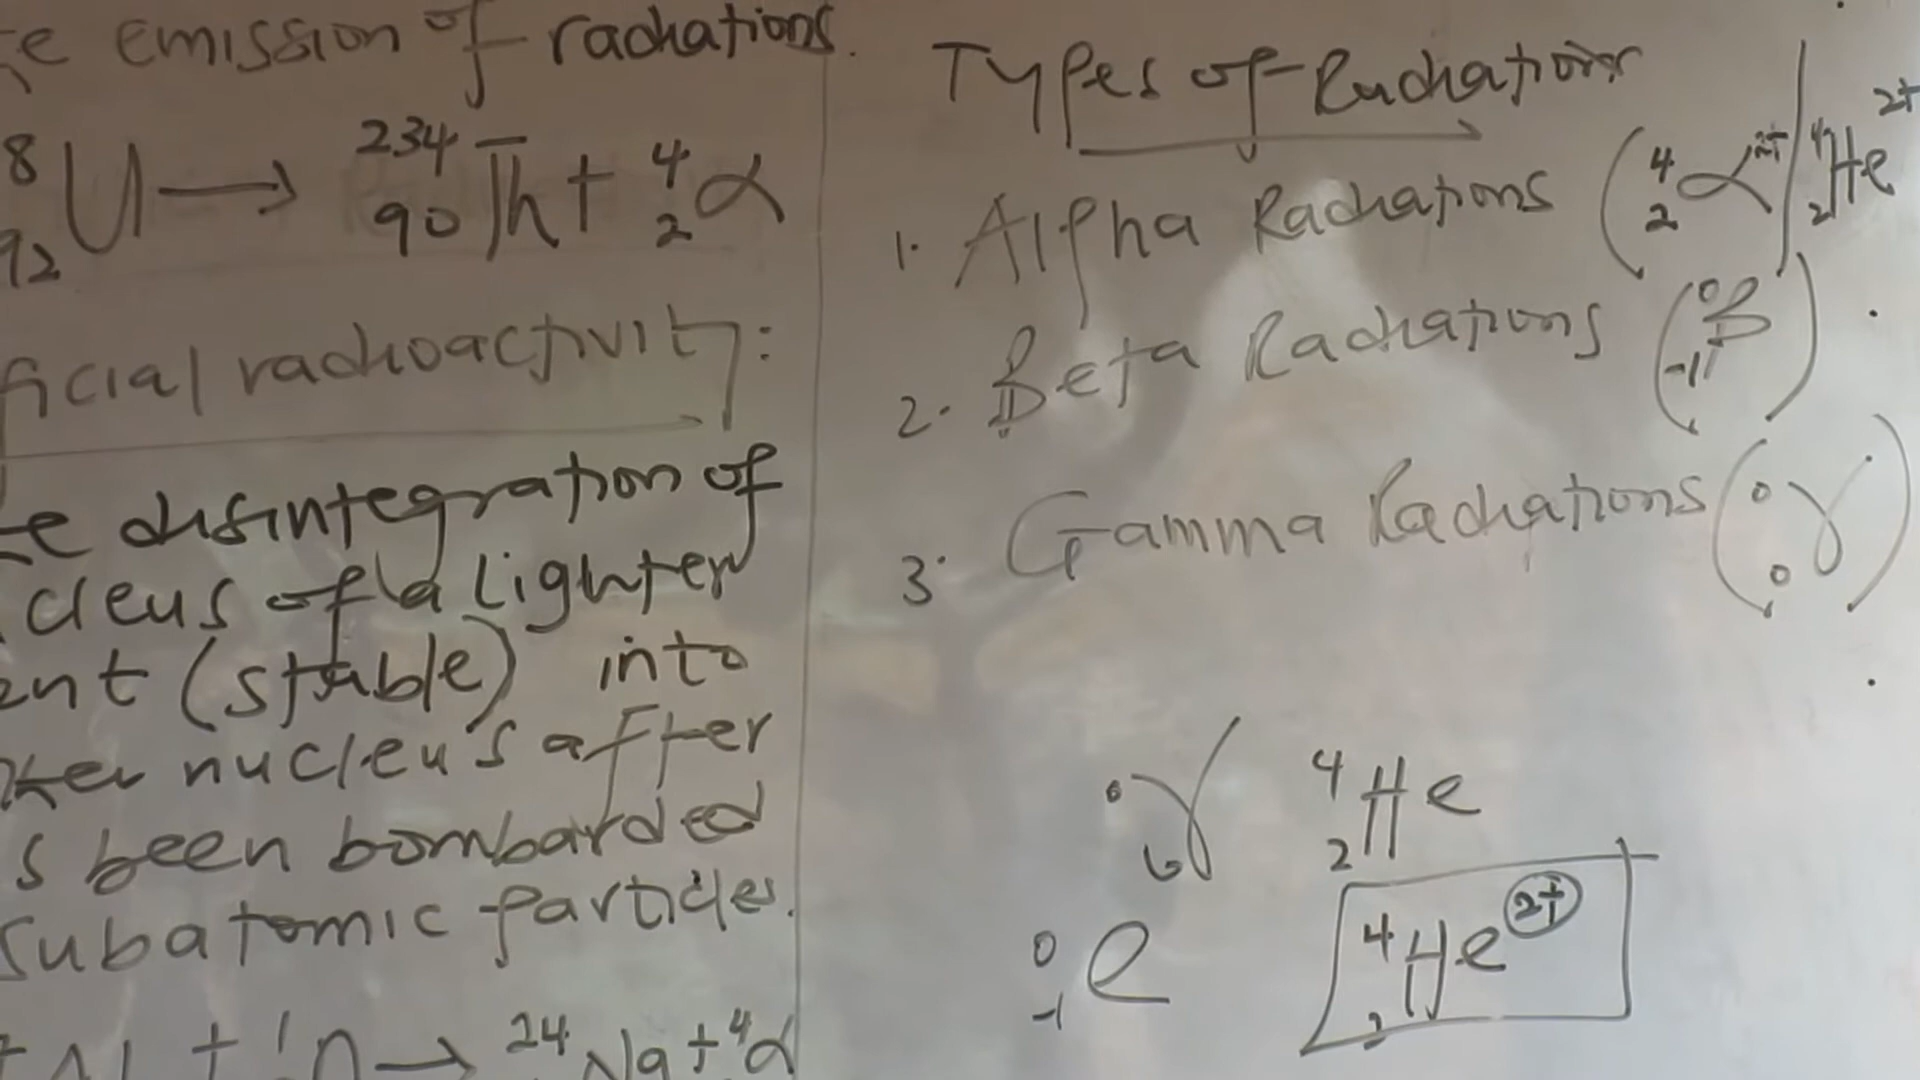 emission of radiations.
8
92 U → 234
90 Th + 4
2 α
ficial radioactivity:
disintegration of
cleus of a lighter
ent (stable) into
ther nucleus after
s been bombarded
subatomic particles.
Al + 1 n → 24 Na + 4 α
Types of Radiations
1. Alpha Radiations ( 4
2 α 2+ | 4
2 He 2+
2. Beta Radiations ( 0
-1 β )
3. Gamma Radiations ( 0
0 γ )
0
0 γ 4
2 He
0
-1 e 4
2 He 2+